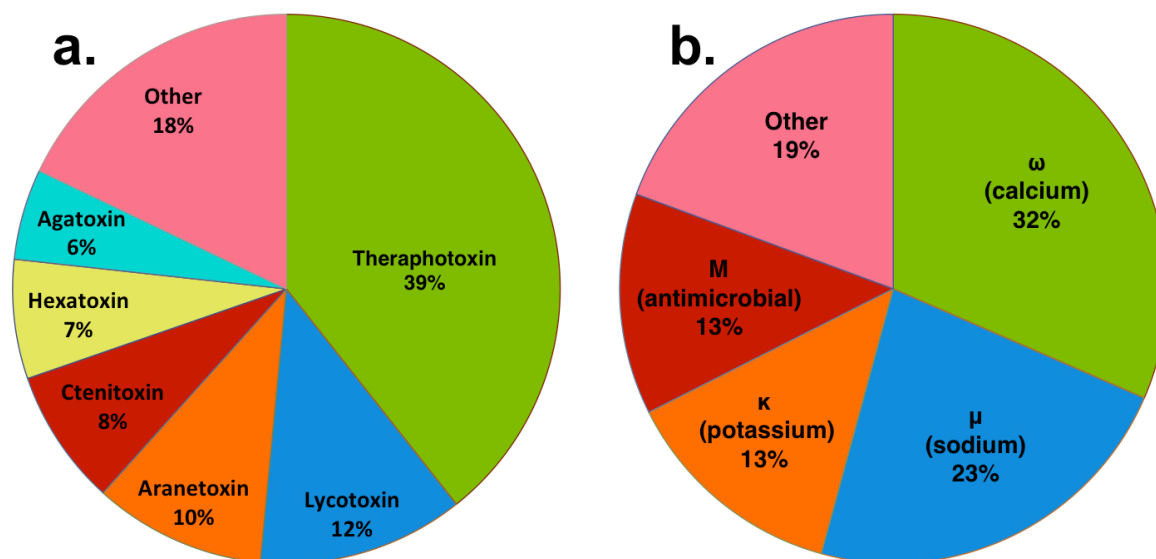 a.
Other
18%
Agatoxin
6%
Hexatoxin
7%
Ctenitoxin
8%
Aranetoxin
10%
Lycotoxin
12%
Theraphotoxin
39%
b.
Other
19%
ω
(calcium)
32%
M
(antimicrobial)
13%
κ
(potassium)
13%
μ
(sodium)
23%